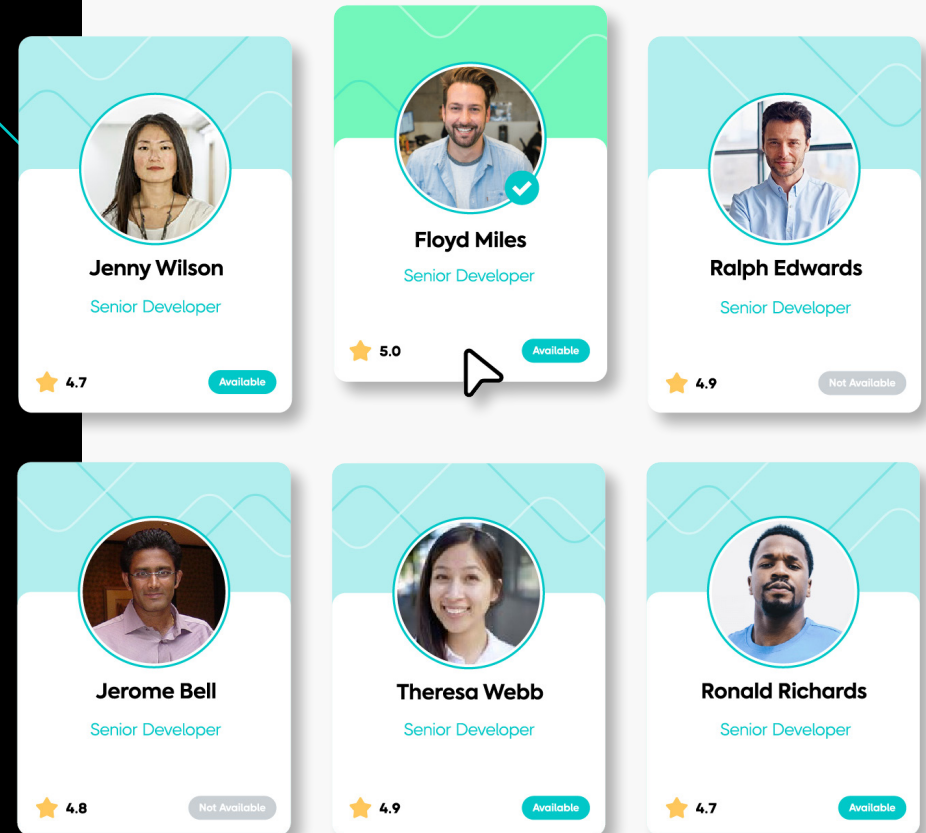 Jenny Wilson
Senior Developer
4.7
Available
Floyd Miles
Senior Developer
5.0
Available
Ralph Edwards
Senior Developer
4.9
Not Available
Jerome Bell
Senior Developer
4.8
Not Available
Theresa Webb
Senior Developer
4.9
Available
Ronald Richards
Senior Developer
4.7
Available